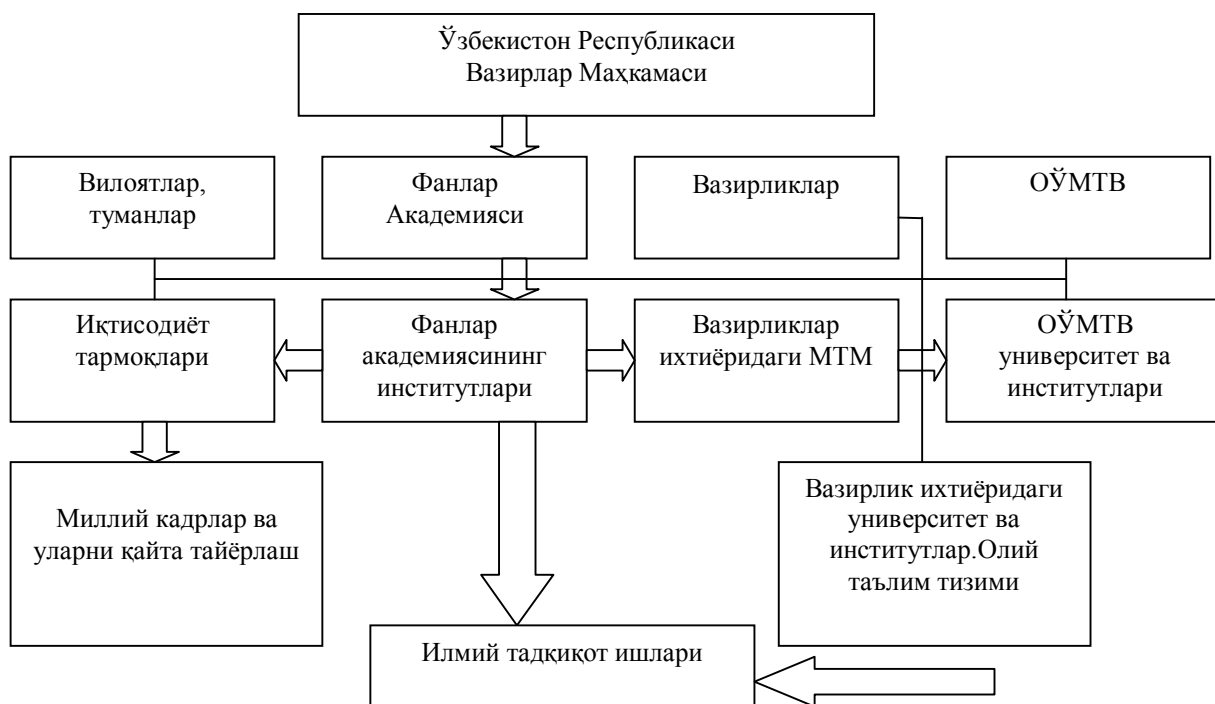 Ўзбекистон Республикаси
Вазирлар Маҳкамаси
Вилоятлар,
туманлар
Фанлар
Академияси
Вазирликлар
ОЎМТВ
Иқтисодиёт
тармоқлари
Фанлар
академиясининг
институтлари
Вазирликлар
ихтиёридаги МТМ
ОЎМТВ
университет ва
институтлари
Миллий кадрлар ва
уларни қайта тайёрлаш
Вазирлик ихтиёридаги
университет ва
институтлар.Олий
таълим тизими
Илмий тадқиқот ишлари